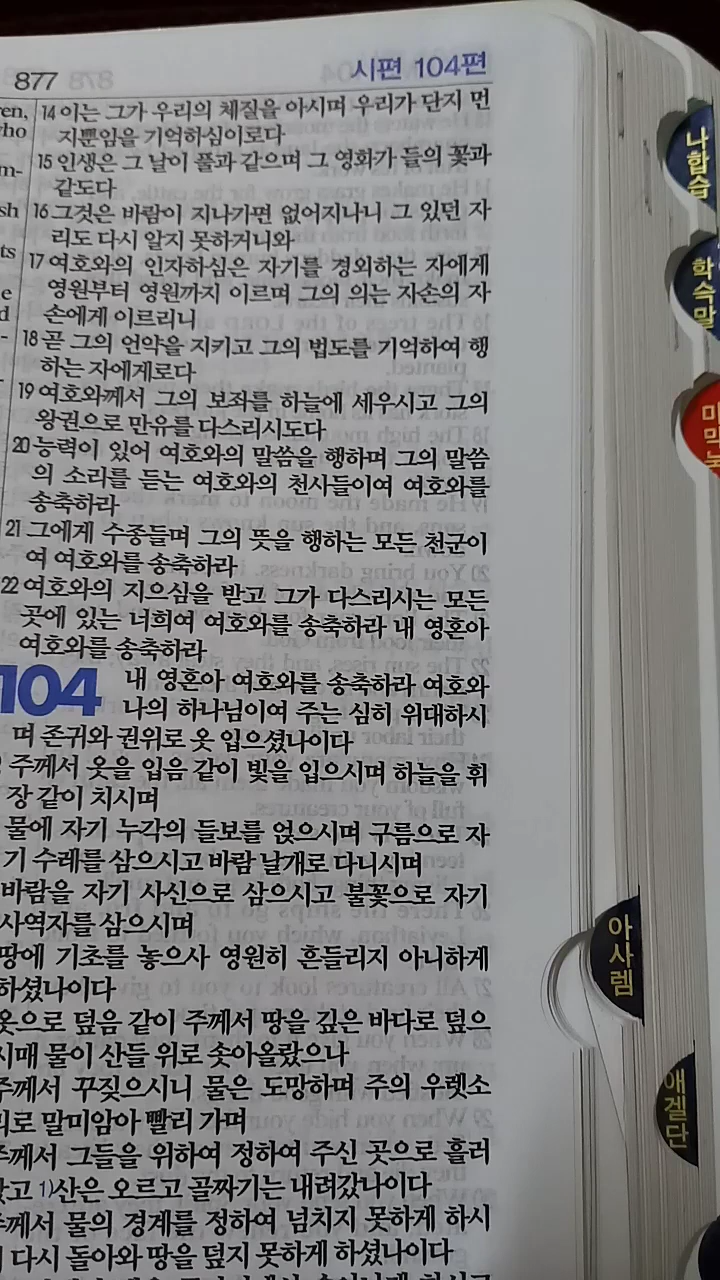 877
시편 104편
14 이는 그가 우리의 체질을 아시며 우리가 단지 먼
지뿐임을 기억하심이로다
15 인생은 그 날이 풀과 같으며 그 영화가 들의 꽃과
같도다
16 그것은 바람이 지나가면 없어지나니 그 있던 자
리도 다시 알지 못하거니와
17 여호와의 인자하심은 자기를 경외하는 자에게
영원부터 영원까지 이르며 그의 의는 자손의 자
손에게 이르리니
18 곧 그의 언약을 지키고 그의 법도를 기억하여 행
하는 자에게로다
19 여호와께서 그의 보좌를 하늘에 세우시고 그의
왕권으로 만유를 다스리시도다
20 능력이 있어 여호와의 말씀을 행하며 그의 말씀
의 소리를 듣는 여호와의 천사들이여 여호와를
송축하라
21 그에게 수종들며 그의 뜻을 행하는 모든 천군이
여 여호와를 송축하라
22 여호와의 지으심을 받고 그가 다스리시는 모든
곳에 있는 너희여 여호와를 송축하라 내 영혼아
여호와를 송축하라
104 내 영혼아 여호와를 송축하라 여호와
나의 하나님이여 주는 심히 위대하시
며 존귀와 권위로 옷 입으셨나이다
주께서 옷을 입음 같이 빛을 입으시며 하늘을 휘
장 같이 치시며
물에 자기 누각의 들보를 얹으시며 구름으로 자
기 수레를 삼으시고 바람 날개로 다니시며
바람을 자기 사신으로 삼으시고 불꽃으로 자기
사역자를 삼으시며
땅에 기초를 놓으사 영원히 흔들리지 아니하게
하셨나이다
옷으로 덮음 같이 주께서 땅을 깊은 바다로 덮으
시매 물이 산들 위로 솟아올랐으나
주께서 꾸짖으시니 물은 도망하며 주의 우렛소
리로 말미암아 빨리 가며
주께서 그들을 위하여 정하여 주신 곳으로 흘러
갔고 1)산은 오르고 골짜기는 내려갔나이다
주께서 물의 경계를 정하여 넘치지 못하게 하시
며 다시 돌아와 땅을 덮지 못하게 하셨나이다
나합습
학슥말
아사렘
애겔단